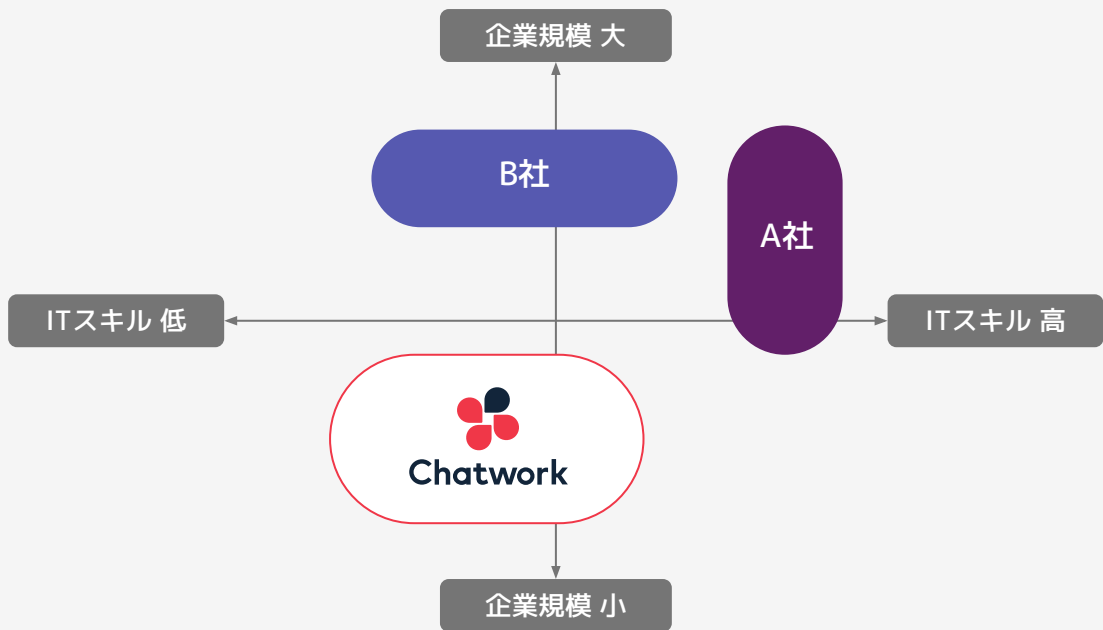 企業規模 大
B社
A社
ITスキル 低
ITスキル 高
Chatwork
企業規模 小